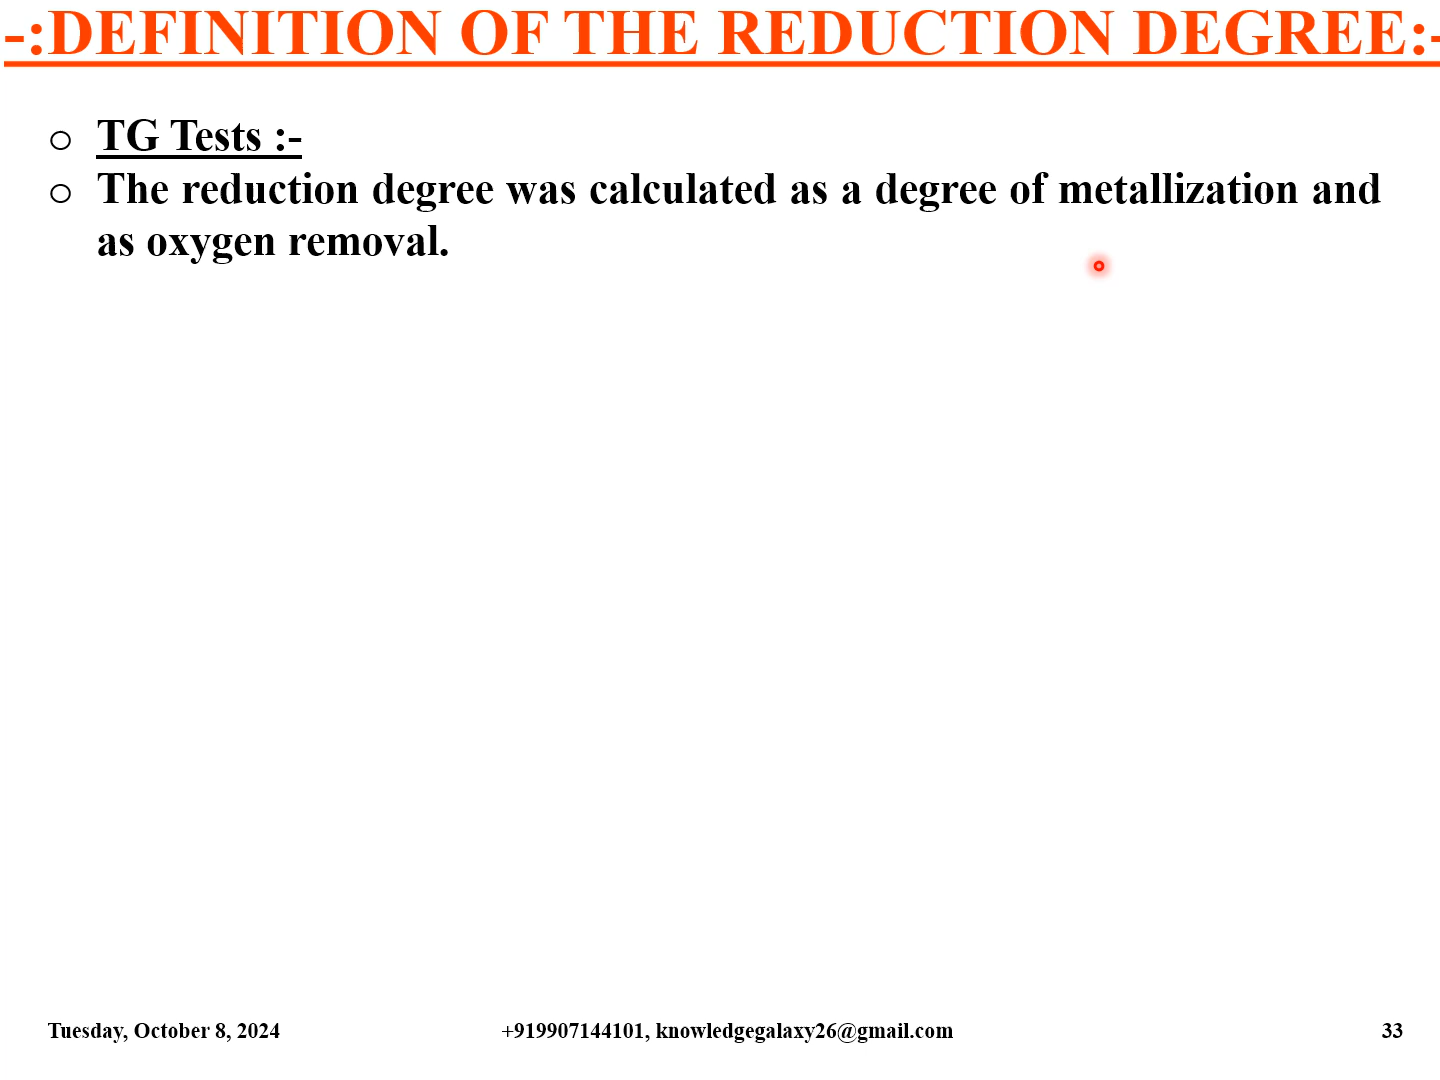 -:DEFINITION OF THE REDUCTION DEGREE:-
TG Tests :-
The reduction degree was calculated as a degree of metallization and
as oxygen removal.
Tuesday, October 8, 2024
+919907144101, knowledgegalaxy26@gmail.com
33